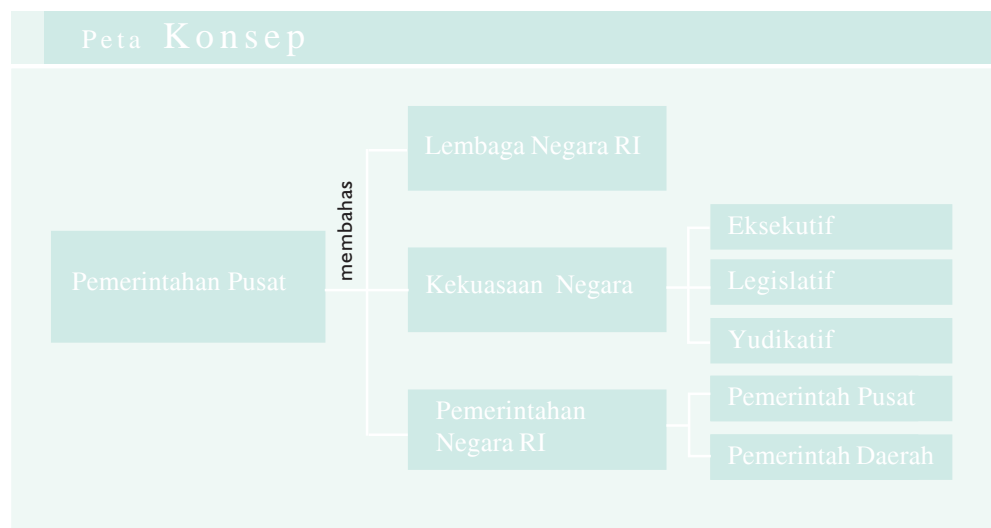 Peta Konsep
Pemerintahan Pusat
membahas
Lembaga Negara RI
Kekuasaan Negara
Eksekutif
Legislatif
Yudikatif
Pemerintahan
Negara RI
Pemerintah Pusat
Pemerintah Daerah